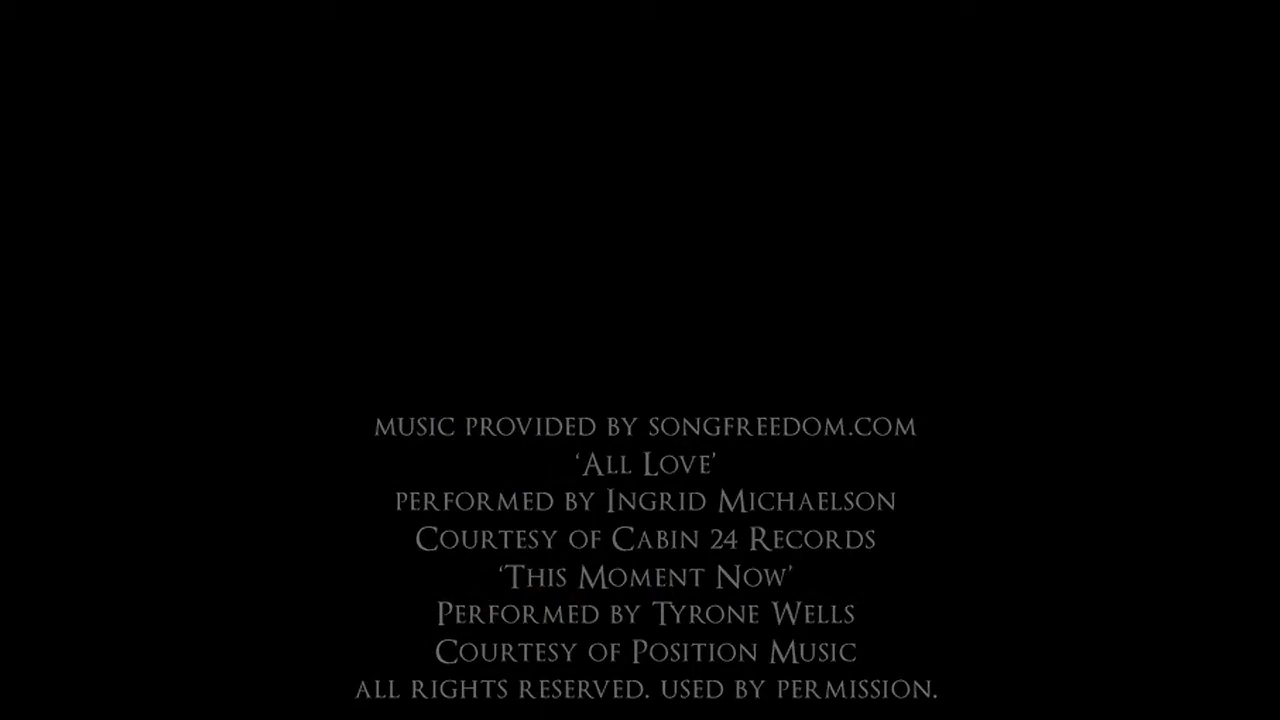 music provided by songfreedom.com
‘All Love’
performed by Ingrid Michaelson
Courtesy of Cabin 24 Records
‘This Moment Now’
Performed by Tyrone Wells
Courtesy of Position Music
all rights reserved. used by permission.